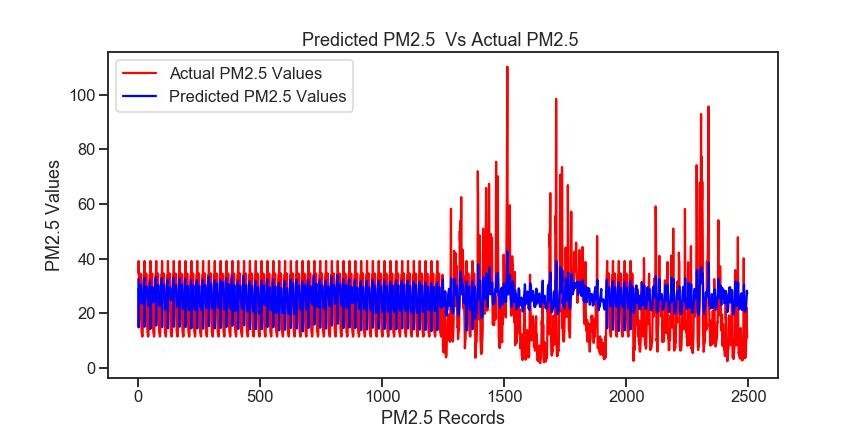 Predicted PM2.5  Vs Actual PM2.5
Actual PM2.5 Values
Predicted PM2.5 Values
PM2.5 Values
100
80
60
40
20
0
0 500 1000 1500 2000 2500
PM2.5 Records